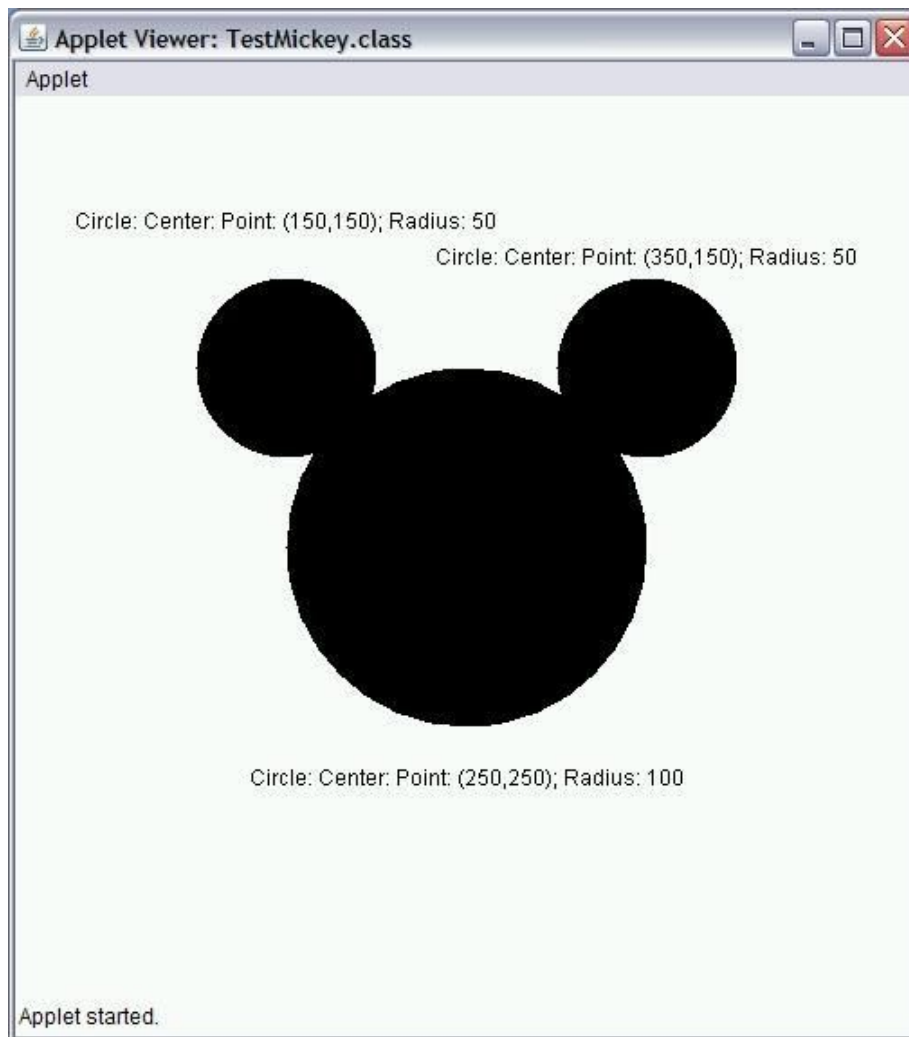 Applet Viewer: TestMickey.class
Applet
Circle: Center: Point: (150,150); Radius: 50
Circle: Center: Point: (350,150); Radius: 50
Circle: Center: Point: (250,250); Radius: 100
Applet started.